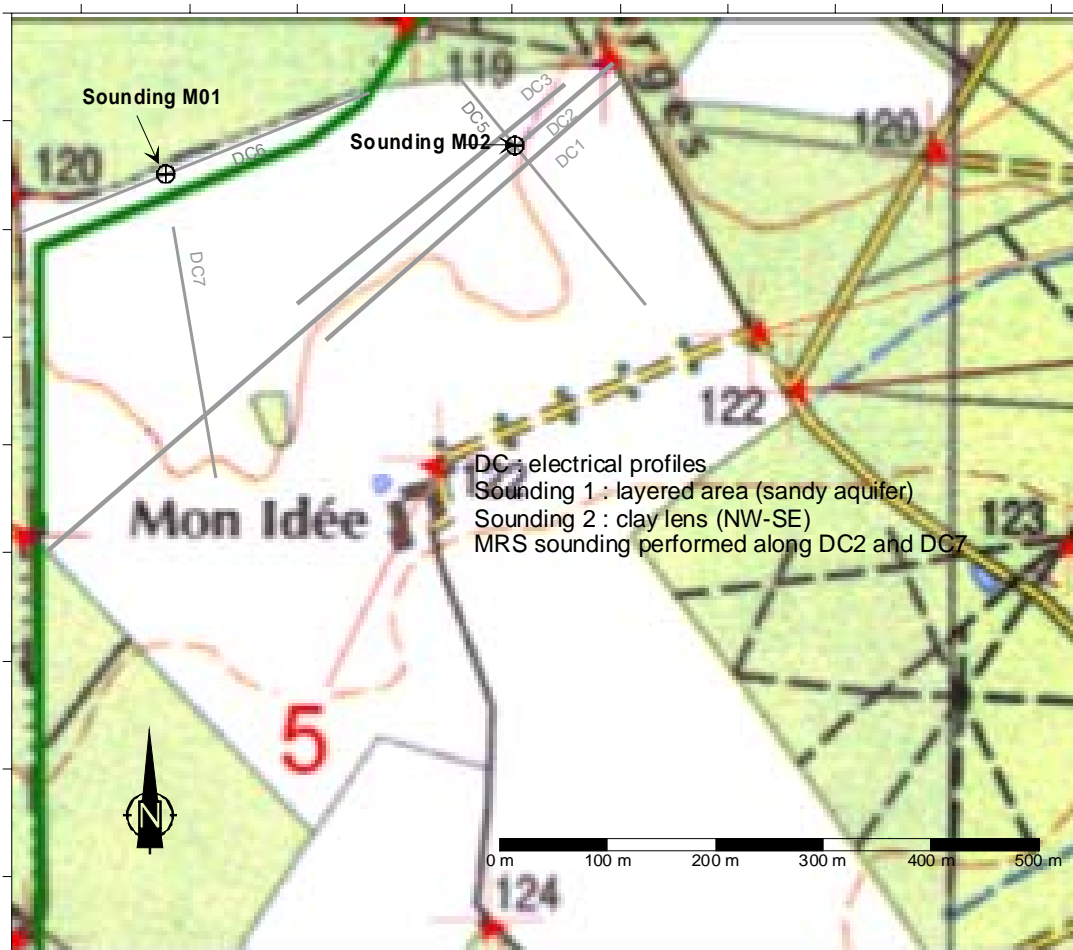 119
rges
DC3
Sounding M01
DC5
DC2
120
Sounding M02
DC1
DC6
120
DC7
122
122
DC : electrical profiles
Sounding 1 : layered area (sandy aquifer)
Sounding 2 : clay lens (NW-SE)
MRS sounding performed along DC2 and DC7
Mon Idée
123
5
N
0 m 100 m 200 m 300 m 400 m 500 m
124